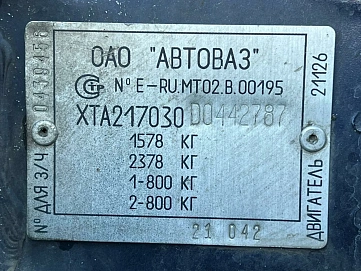 ОАО "АВТОВАЗ"
№ E-RU.MT02.B.00195
XTA217030D0442787
1578 КГ
2378 КГ
1-800 КГ
2-800 КГ
21 042
№ ДЛЯ З/Ч 0439458
ДВИГАТЕЛЬ 21126